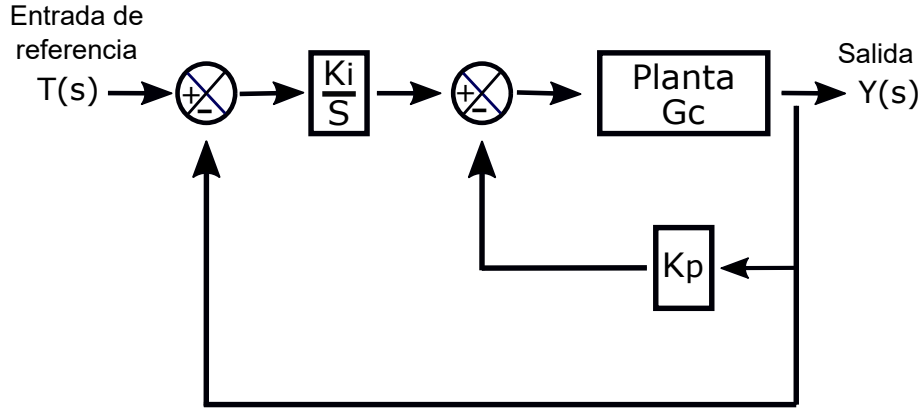 Entrada de
referencia
T(s)
+
-
Ki
S
+
-
Planta
Gc
Salida
Y(s)
Kp